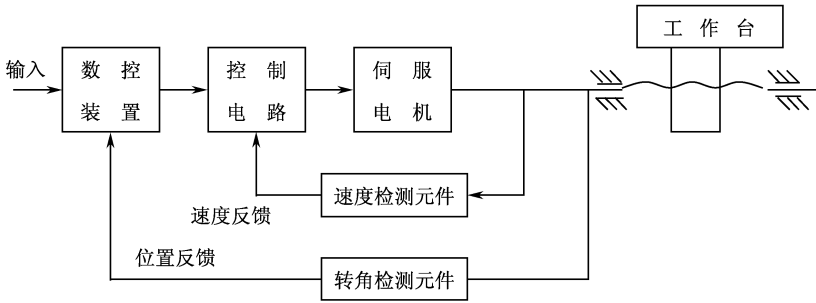 工 作 台
输入
数 控
装 置
控 制
电 路
伺 服
电 机
速度检测元件
速度反馈
位置反馈
转角检测元件